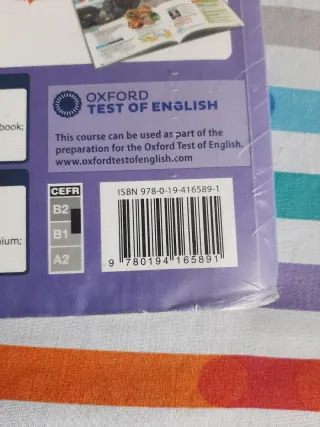 OXFORD
TEST OF ENGLISH
book;
This course can be used as part of the
preparation for the Oxford Test of English.
www.oxfordtestofenglish.com
nium;
CEFR
B2
B1
A2
ISBN 978-0-19-416589-1
9 780194 165891